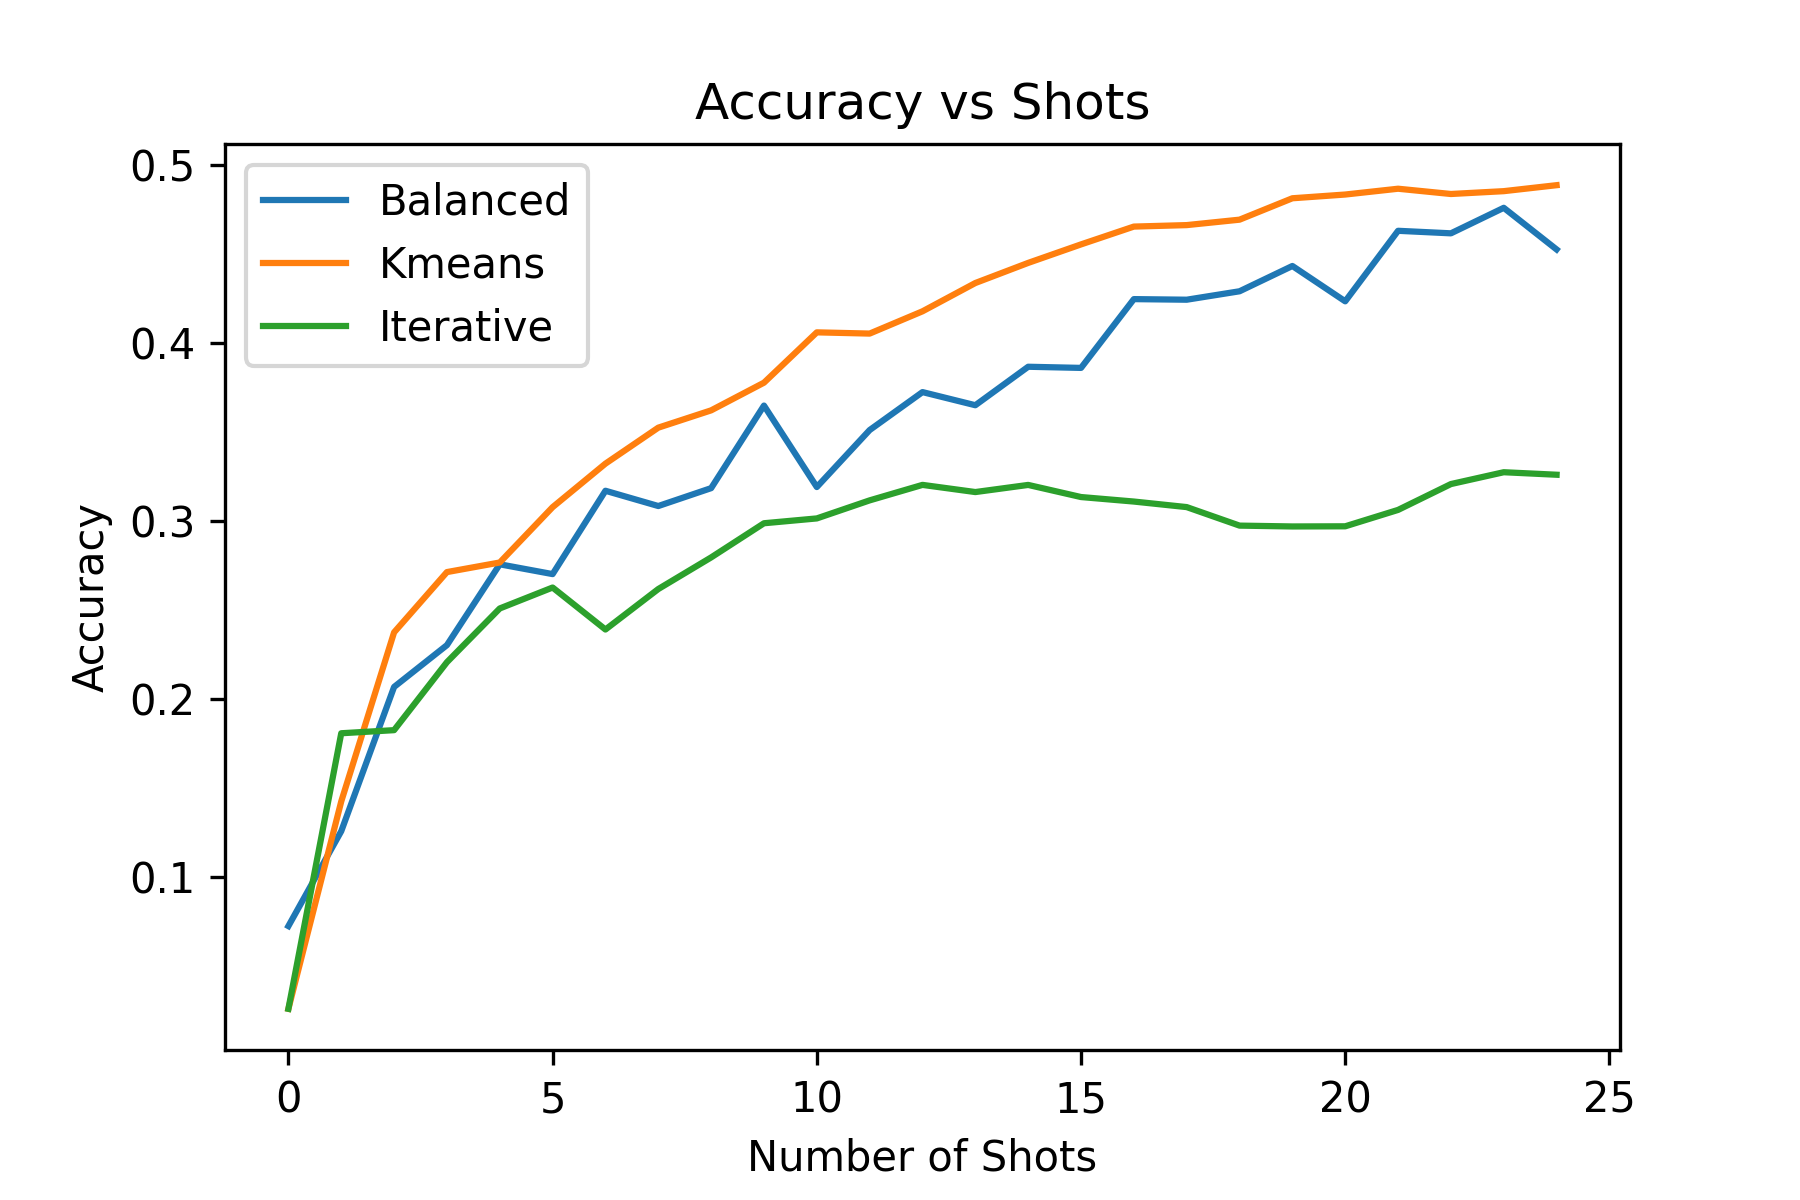 Accuracy vs Shots
Balanced
Kmeans
Iterative
0.5
0.4
0.3
0.2
0.1
Accuracy
0 5 10 15 20 25
Number of Shots